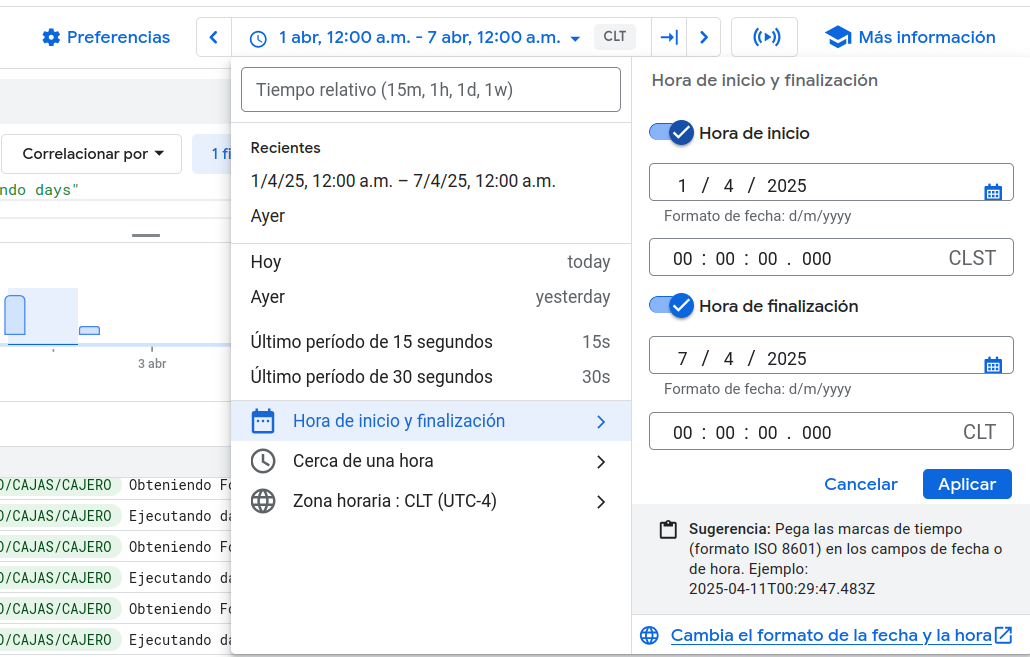 Preferencias
1 abr, 12:00 a.m. - 7 abr, 12:00 a.m.
CLT
Más información
Correlacionar por
1 fi
ndo days"
3 abr
O/CAJAS/CAJERO Obteniendo Fo
O/CAJAS/CAJERO Ejecutando da
O/CAJAS/CAJERO Obteniendo Fo
O/CAJAS/CAJERO Ejecutando da
O/CAJAS/CAJERO Obteniendo Fo
O/CAJAS/CAJERO Ejecutando da
Tiempo relativo (15m, 1h, 1d, 1w)
Recientes
1/4/25, 12:00 a.m. – 7/4/25, 12:00 a.m.
Ayer
Hoy today
Ayer yesterday
Último período de 15 segundos 15s
Último período de 30 segundos 30s
Hora de inicio y finalización
Cerca de una hora
Zona horaria : CLT (UTC-4)
Hora de inicio y finalización
Hora de inicio
1 / 4 / 2025
Formato de fecha: d/m/yyyy
00 : 00 : 00 . 000 CLST
Hora de finalización
7 / 4 / 2025
Formato de fecha: d/m/yyyy
00 : 00 : 00 . 000 CLT
Cancelar
Aplicar
Sugerencia: Pega las marcas de tiempo
(formato ISO 8601) en los campos de fecha o
de hora. Ejemplo:
2025-04-11T00:29:47.483Z
Cambia el formato de la fecha y la hora